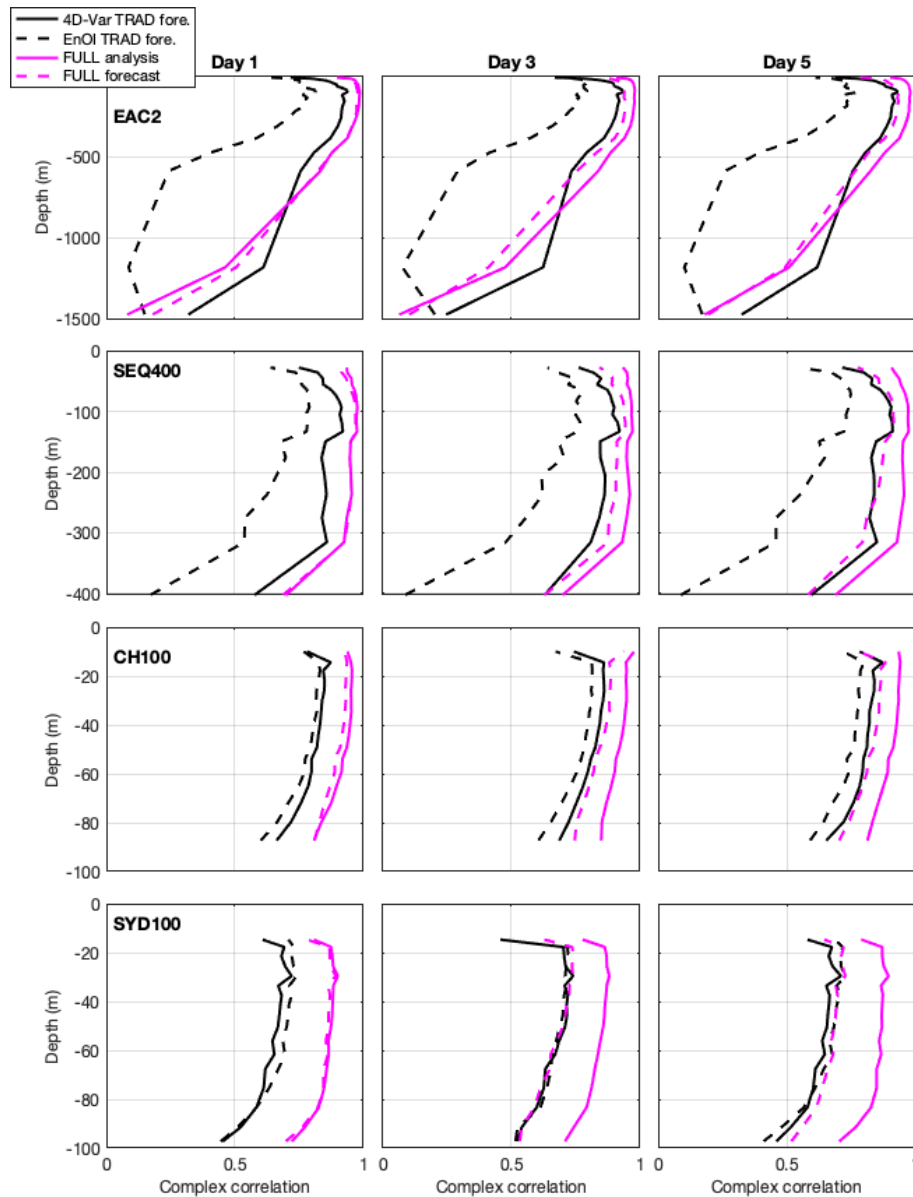 4D-Var TRAD fore.
EnOI TRAD fore.
FULL analysis
FULL forecast
Day 1
Day 3
Day 5
EAC2
Depth (m)
-500
-1000
-1500
SEQ400
Depth (m)
0
-100
-200
-300
-400
CH100
Depth (m)
0
-20
-40
-60
-80
-100
SYD100
Depth (m)
0
-20
-40
-60
-80
-100
0 0.5 1 0.5 1 0.5 1
Complex correlation Complex correlation Complex correlation